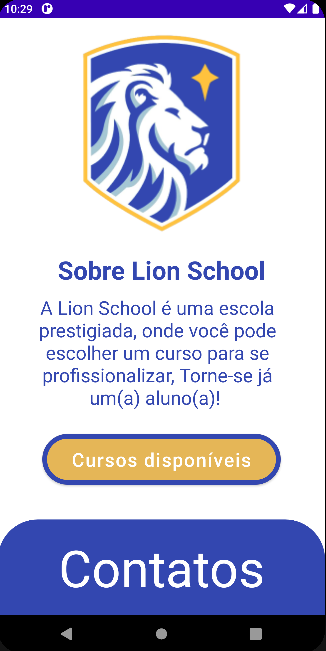 10:29
Sobre Lion School
A Lion School é uma escola
prestigiada, onde você pode
escolher um curso para se
profissionalizar, Torne-se já
um(a) aluno(a)!
Cursos disponíveis
Contatos